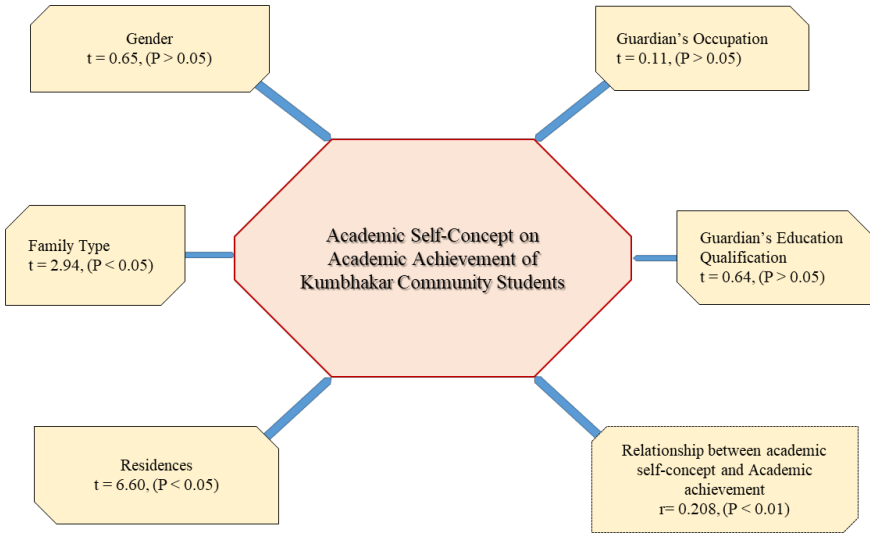 Gender
t = 0.65, (P > 0.05)
Guardian's Occupation
t = 0.11, (P > 0.05)
Family Type
t = 2.94, (P < 0.05)
Academic Self-Concept on
Academic Achievement of
Kumbhakar Community Students
Guardian's Education
Qualification
t = 0.64, (P > 0.05)
Residences
t = 6.60, (P < 0.05)
Relationship between academic
self-concept and Academic
achievement
r= 0.208, (P < 0.01)